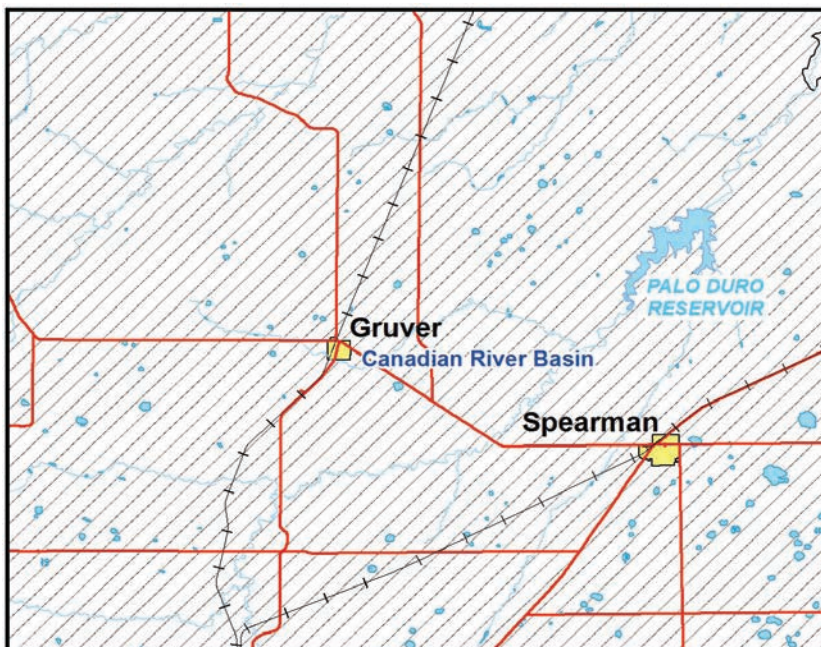 PALO DURO
RESERVOIR
Gruver
Canadian River Basin
Spearman